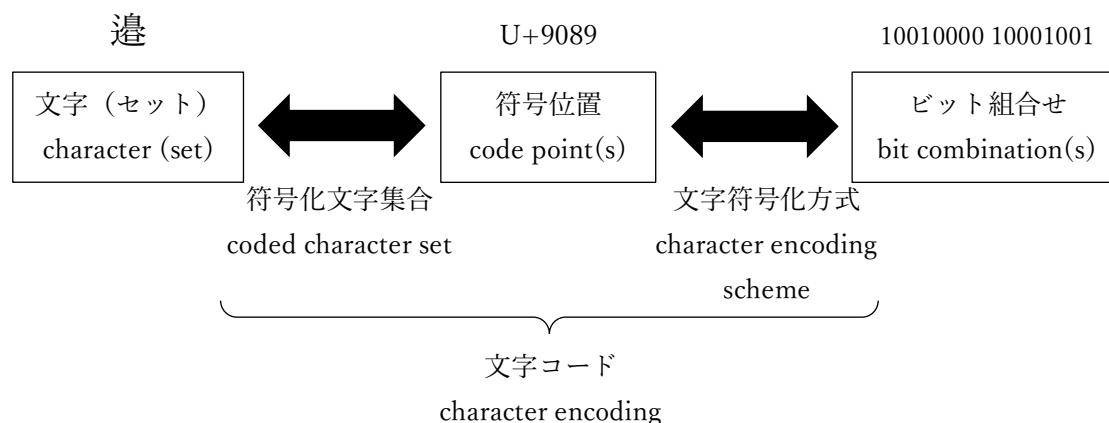 邉
U+9089
10010000 10001001
文字（セット）
character (set)
符号位置
code point(s)
ビット組合せ
bit combination(s)
符号化文字集合
coded character set
文字符号化方式
character encoding
scheme
文字コード
character encoding